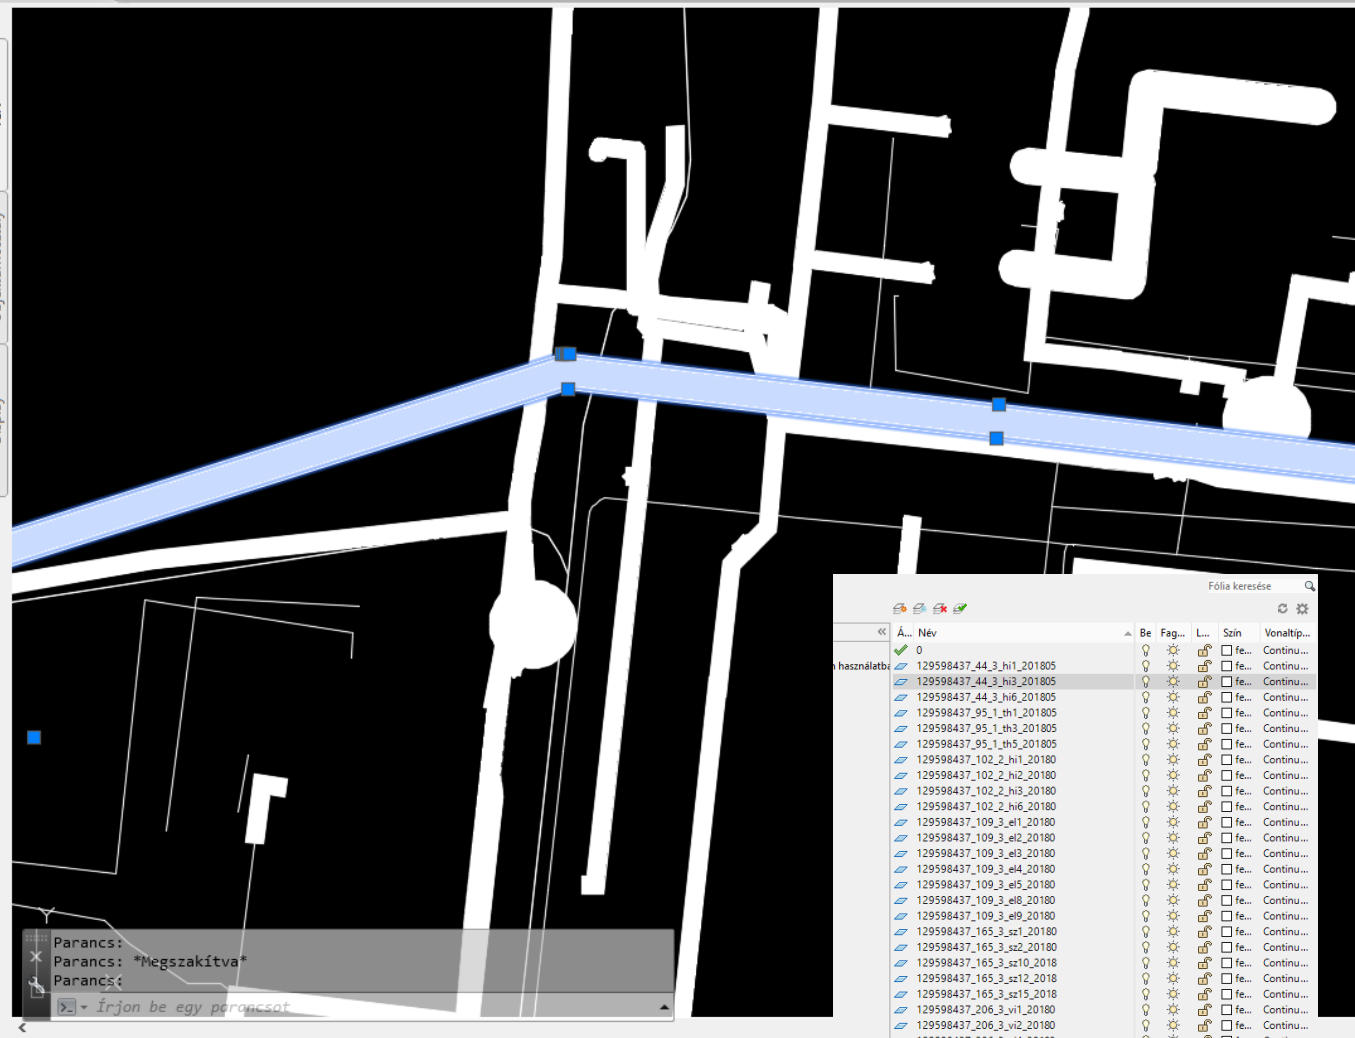 Fólia keresése
Á... Név Be Fag... L... Szín Vonaltíp...
0 fe... Continu...
129598437_44_3_hi1_201805 fe... Continu...
129598437_44_3_hi3_201805 fe... Continu...
129598437_44_3_hi6_201805 fe... Continu...
129598437_95_1_th1_201805 fe... Continu...
129598437_95_1_th3_201805 fe... Continu...
129598437_95_1_th5_201805 fe... Continu...
129598437_102_2_hi1_20180 fe... Continu...
129598437_102_2_hi2_20180 fe... Continu...
129598437_102_2_hi3_20180 fe... Continu...
129598437_102_2_hi6_20180 fe... Continu...
129598437_109_3_el1_20180 fe... Continu...
129598437_109_3_el2_20180 fe... Continu...
129598437_109_3_el3_20180 fe... Continu...
129598437_109_3_el4_20180 fe... Continu...
129598437_109_3_el5_20180 fe... Continu...
129598437_109_3_el8_20180 fe... Continu...
129598437_109_3_el9_20180 fe... Continu...
129598437_165_3_sz1_20180 fe... Continu...
129598437_165_3_sz2_20180 fe... Continu...
129598437_165_3_sz10_2018 fe... Continu...
129598437_165_3_sz12_2018 fe... Continu...
129598437_165_3_sz15_2018 fe... Continu...
129598437_206_3_vi1_20180 fe... Continu...
129598437_206_3_vi2_20180 fe... Continu...
használatba
Y
X
Parancs:
Parancs: *Megszakítva*
Parancs:
Írjon be egy parancsot